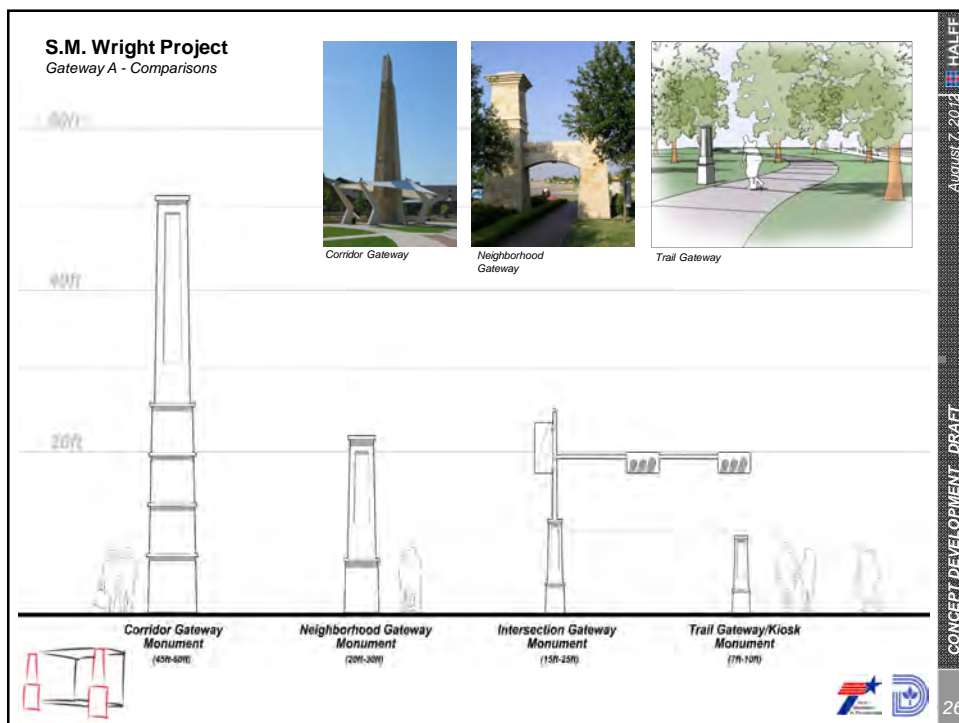 S.M. Wright Project
Gateway A - Comparisons
Corridor Gateway
Neighborhood
Gateway
Trail Gateway
60ft
40ft
20ft
Corridor Gateway
Monument
(45ft-60ft)
Neighborhood Gateway
Monument
(20ft-30ft)
Intersection Gateway
Monument
(15ft-25ft)
Trail Gateway/Kiosk
Monument
(7ft-10ft)
HALFF
August 7, 2012
CONCEPT DEVELOPMENT DRAFT
26